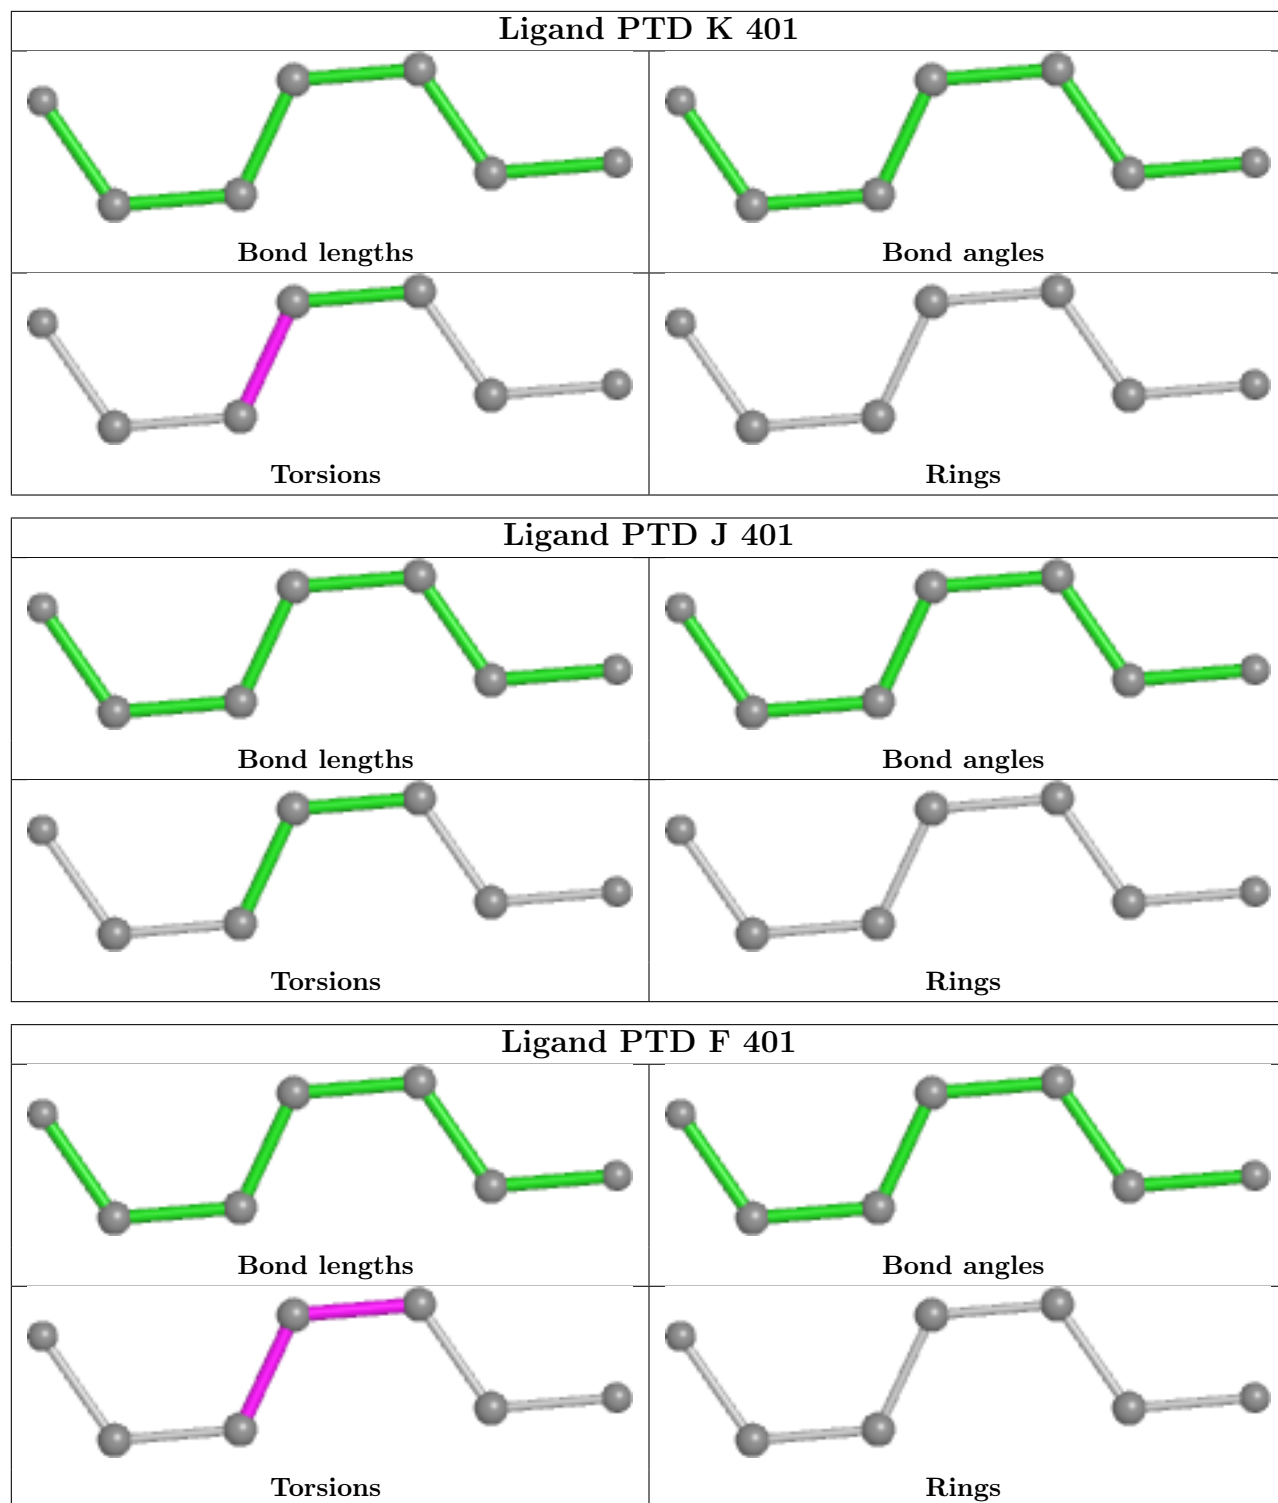 Ligand PTD K 401
Bond lengths
Bond angles
Torsions
Rings
Ligand PTD J 401
Bond lengths
Bond angles
Torsions
Rings
Ligand PTD F 401
Bond lengths
Bond angles
Torsions
Rings